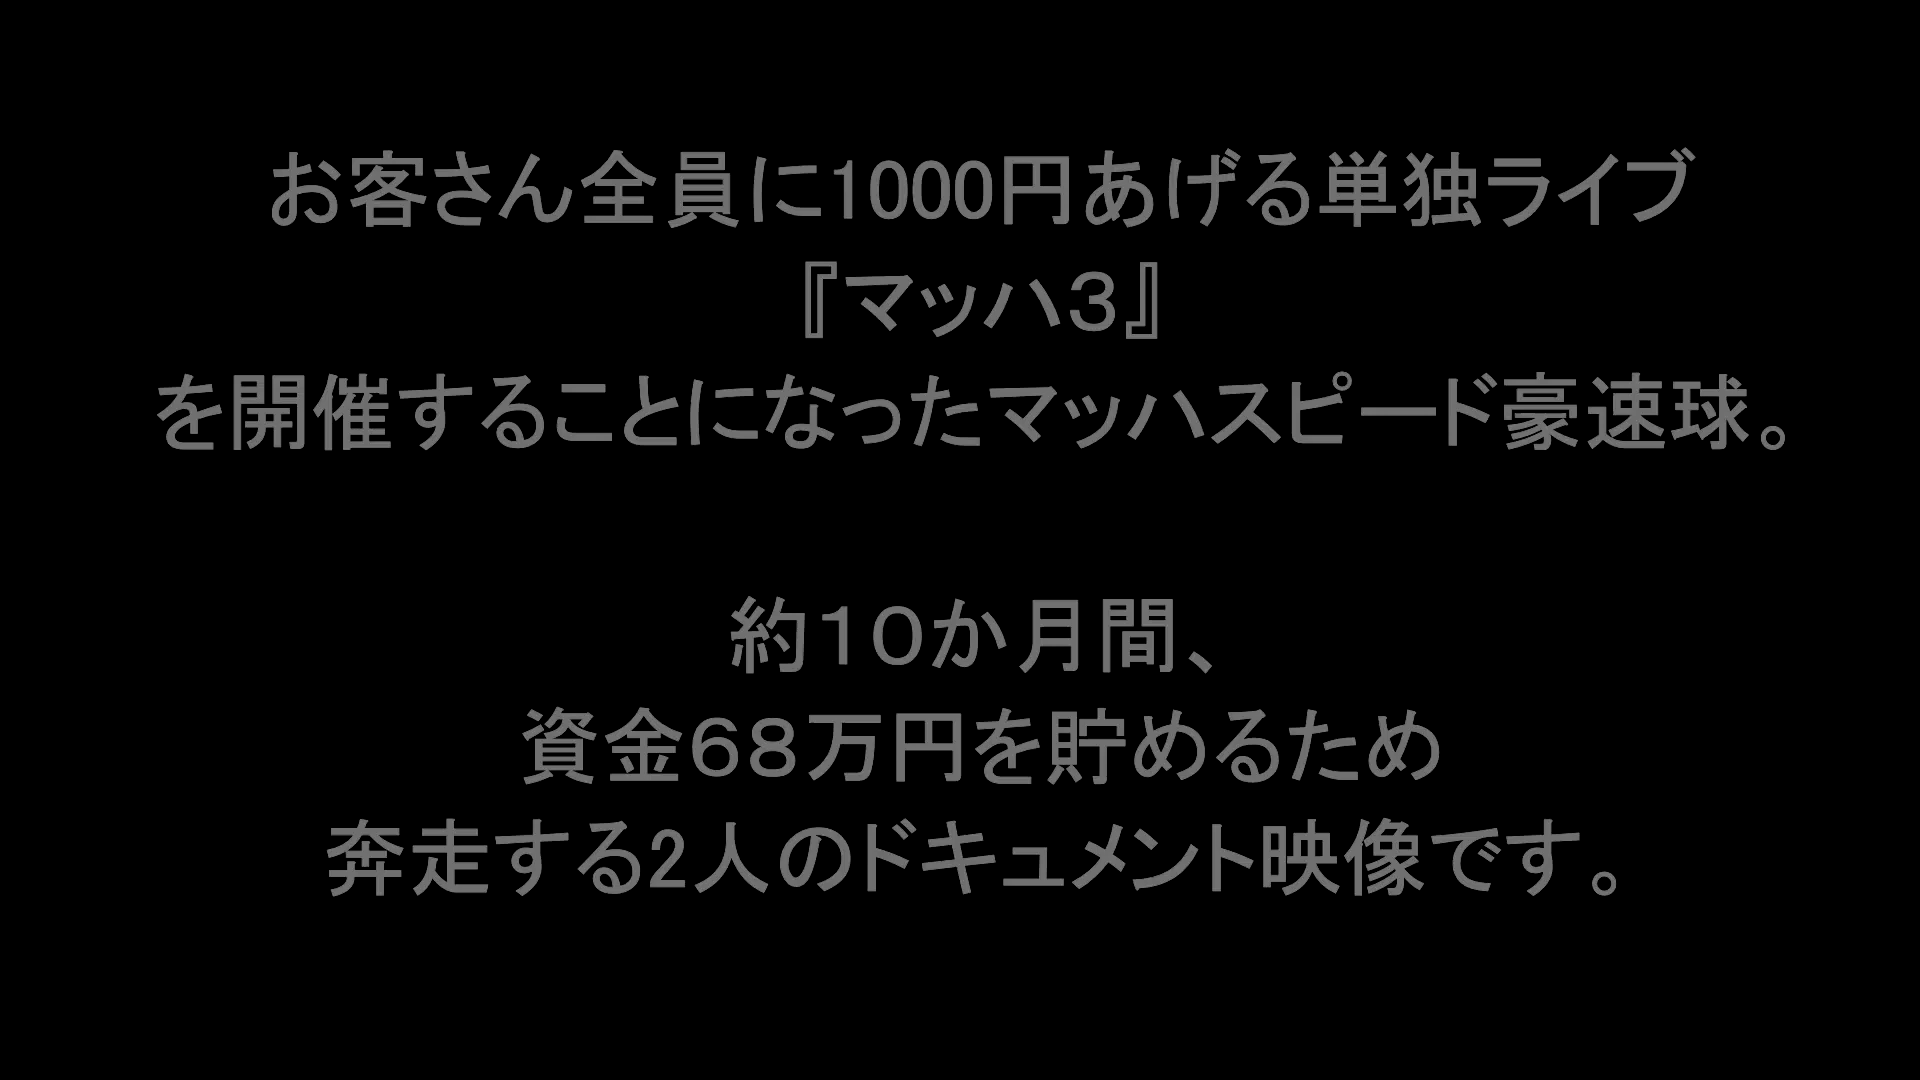 お客さん全員に1000円あげる単独ライブ
『マッハ３』
を開催することになったマッハスピード豪速球。
約１０か月間、
資金６８万円を貯めるため
奔走する2人のドキュメント映像です。